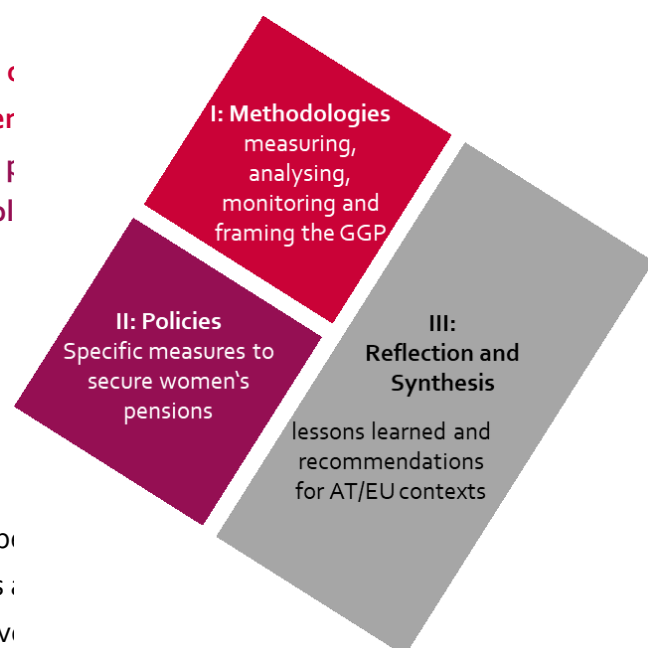 I: Methodologies
measuring,
analysing,
monitoring and
framing the GGP
II: Policies
Specific measures to
secure women‘s
pensions
III:
Reflection and
Synthesis
lessons learned and
recommendations
for AT/EU contexts